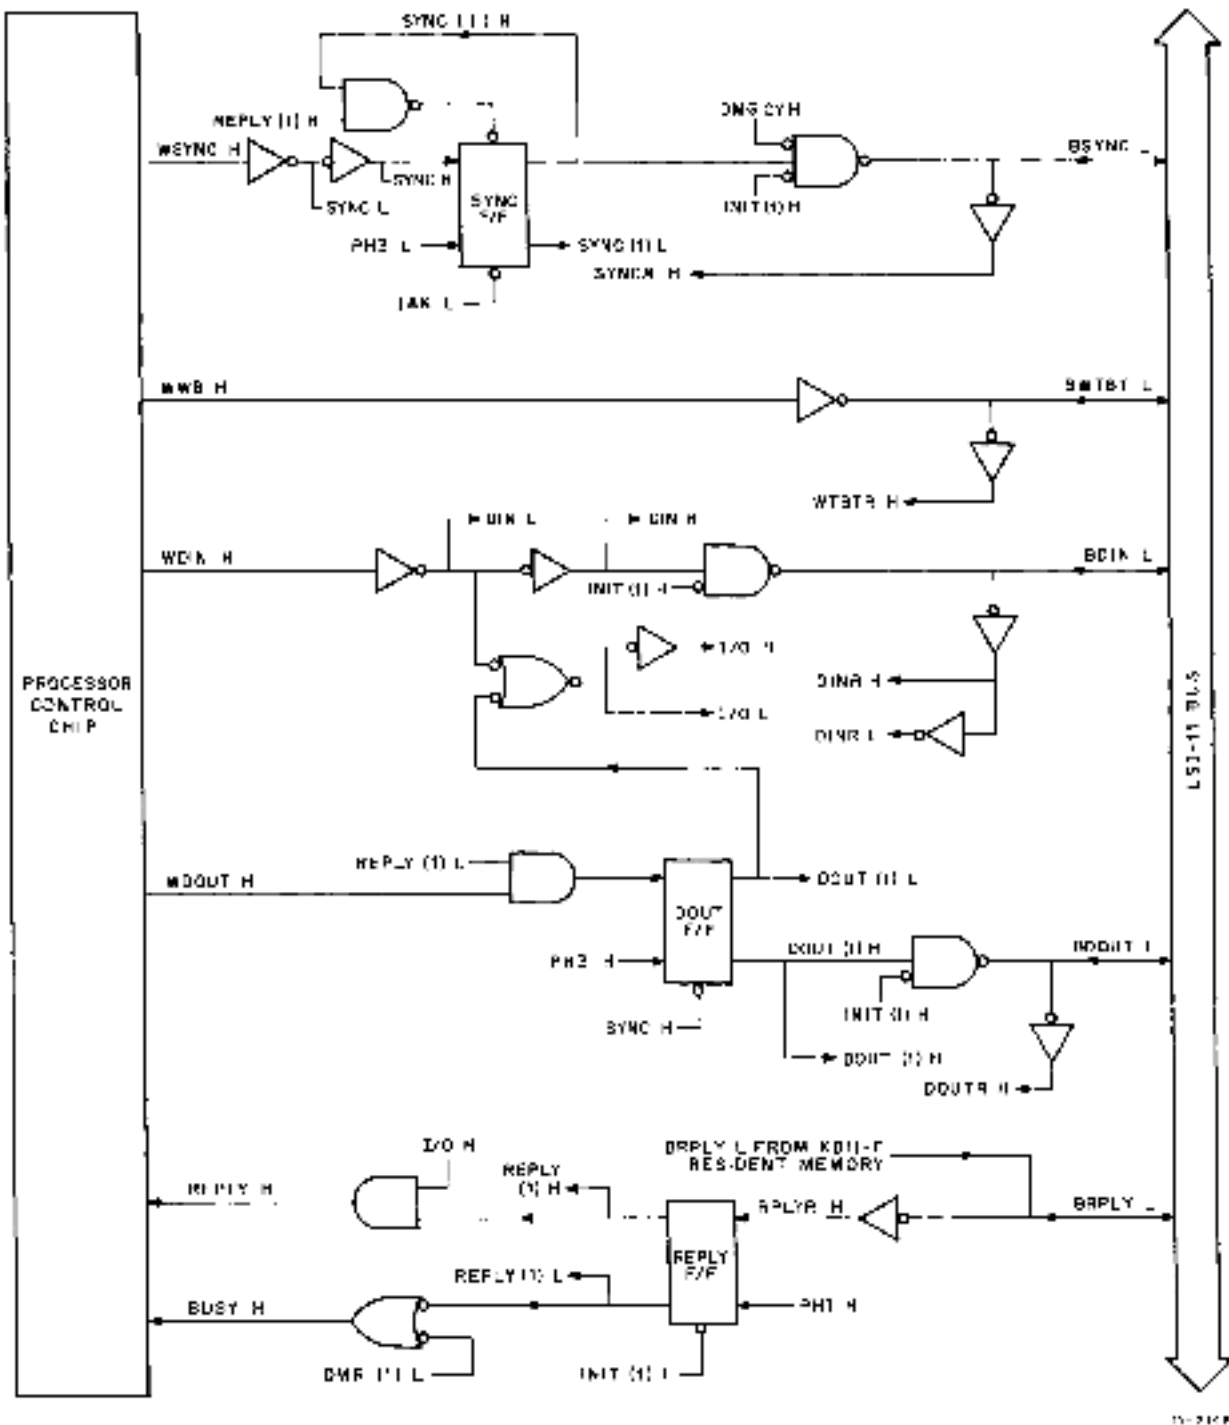 SYNC (1) H
REPLY (1) H
DMG CY H
WSYNC H
BSYNC L
SYNC H
SYNC L
SYNC
F/F
INIT (1) H
SYNC (1) L
SYNCR H
IAK L
WWB H
BWTBT L
WTBTR H
DIN L
DIN H
WDIN H
BDIN L
INIT (1) H
I/O H
PROCESSOR
CONTROL
CHIP
DINR H
I/O L
DINR L
LSI-11 BUS
REPLY (1) L
WDOUT H
DOUT (1) L
DOUT
F/F
DOUT (1) H
BDOUT L
INIT (1) H
SYNC H
DOUT (1) H
DOUTR H
I/O H
BRPLY L FROM KD11-F
RESIDENT MEMORY
REPLY H
REPLY
(1) H
BRPLY L
REPLY
F/F
REPLY (1) L
BUSY H
PH1 H
DMR (1) L
INIT (1) L